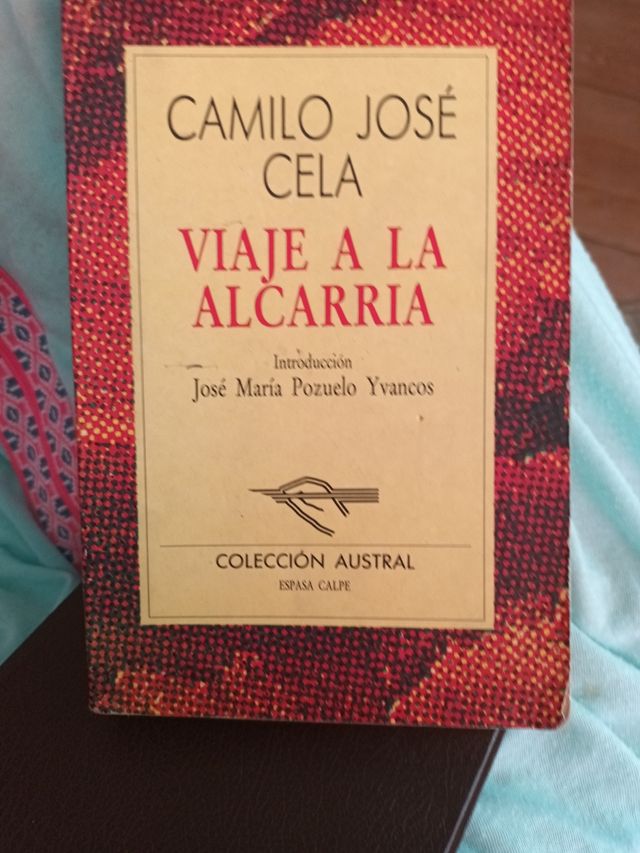 CAMILO JOSÉ
CELA
VIAJE A LA
ALCARRIA
Introducción
José María Pozuelo Yvancos
COLECCIÓN AUSTRAL
ESPASA CALPE